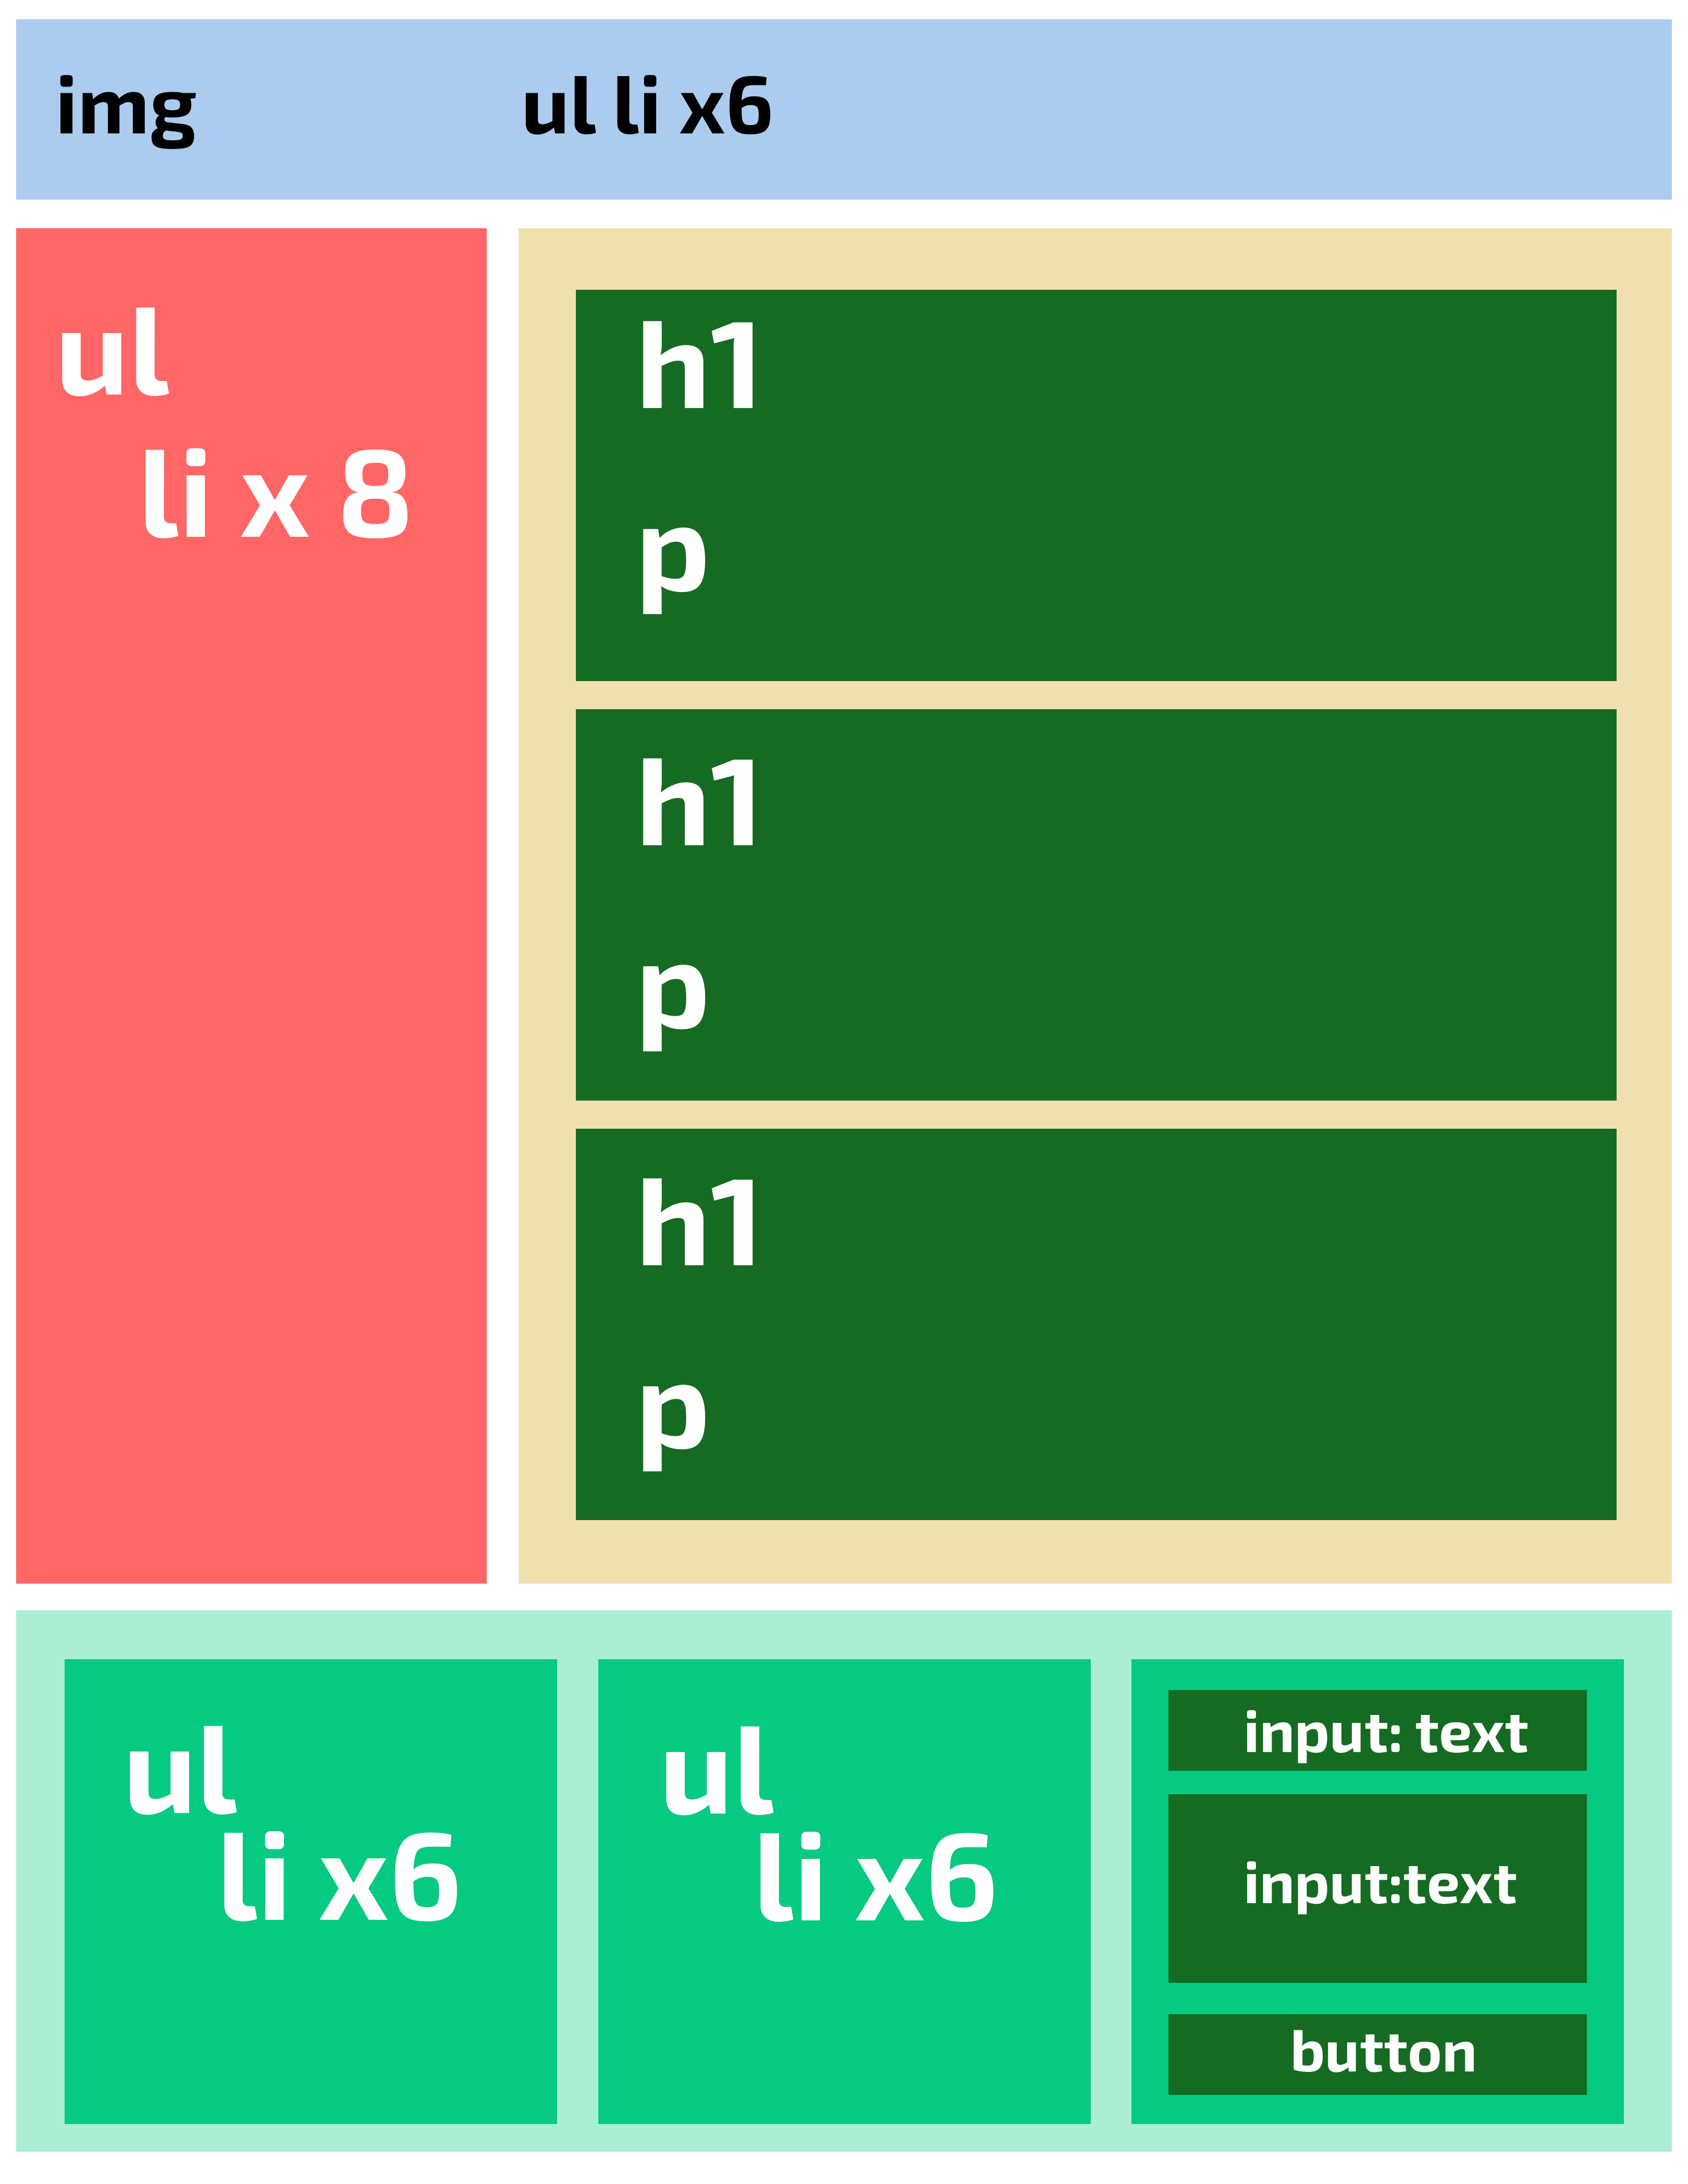 img
ul li x6
ul
li x 8
h1
p
h1
p
h1
p
ul
li x6
ul
li x6
input: text
input:text
button